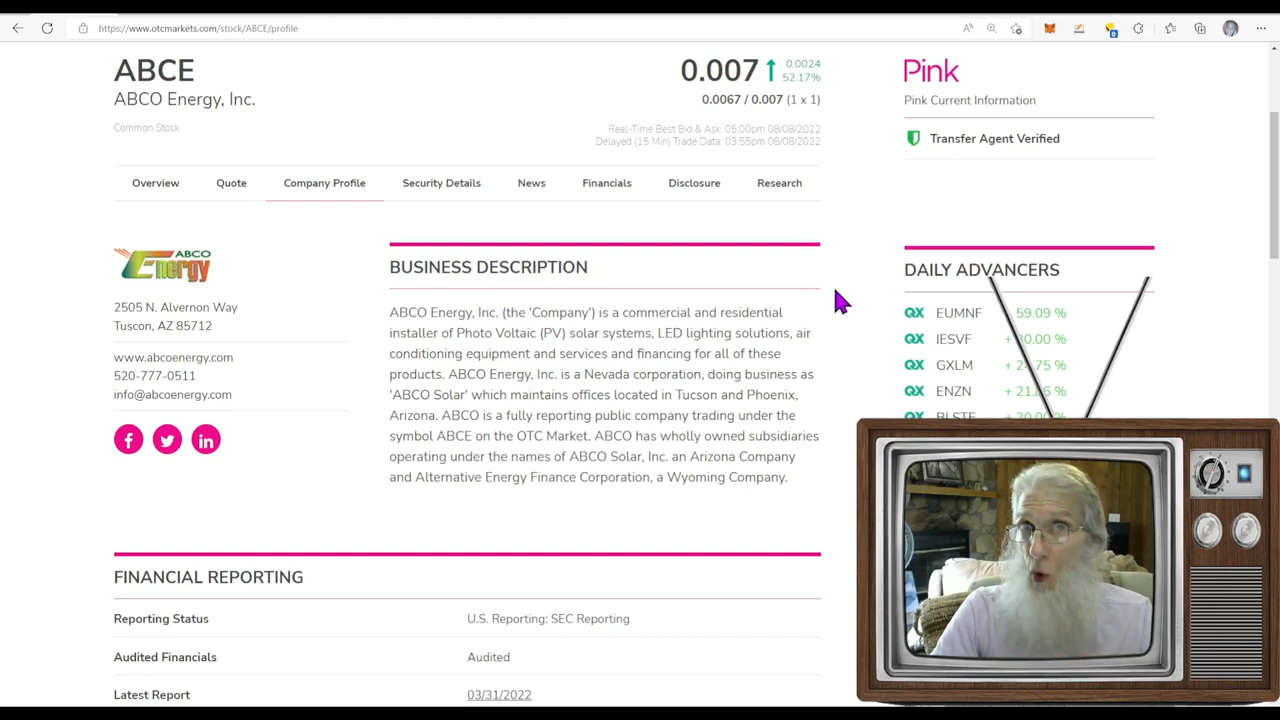 https://www.otcmarkets.com/stock/ABCE/profile
ABCE
ABCO Energy, Inc.
Common Stock
0.007
0.0024
52.17%
0.0067 / 0.007 (1 x 1)
Real-Time Best Bid & Ask: 05:00pm 08/08/2022
Delayed (15 Min) Trade Data: 03:55pm 08/08/2022
Pink
Pink Current Information
Transfer Agent Verified
Overview Quote Company Profile Security Details News Financials Disclosure Research
ABCO
Energy
2505 N. Alvernon Way
Tuscon, AZ 85712
www.abcoenergy.com
520-777-0511
info@abcoenergy.com
BUSINESS DESCRIPTION
ABCO Energy, Inc. (the 'Company') is a commercial and residential
installer of Photo Voltaic (PV) solar systems, LED lighting solutions, air
conditioning equipment and services and financing for all of these
products. ABCO Energy, Inc. is a Nevada corporation, doing business as
'ABCO Solar' which maintains offices located in Tucson and Phoenix,
Arizona. ABCO is a fully reporting public company trading under the
symbol ABCE on the OTC Market. ABCO has wholly owned subsidiaries
operating under the names of ABCO Solar, Inc. an Arizona Company
and Alternative Energy Finance Corporation, a Wyoming Company.
DAILY ADVANCERS
QX EUMNF 59.09 %
QX IESVF
QX GXLM
QX ENZN
QX BLSTF
FINANCIAL REPORTING
Reporting Status U.S. Reporting: SEC Reporting
Audited Financials Audited
Latest Report 03/31/2022